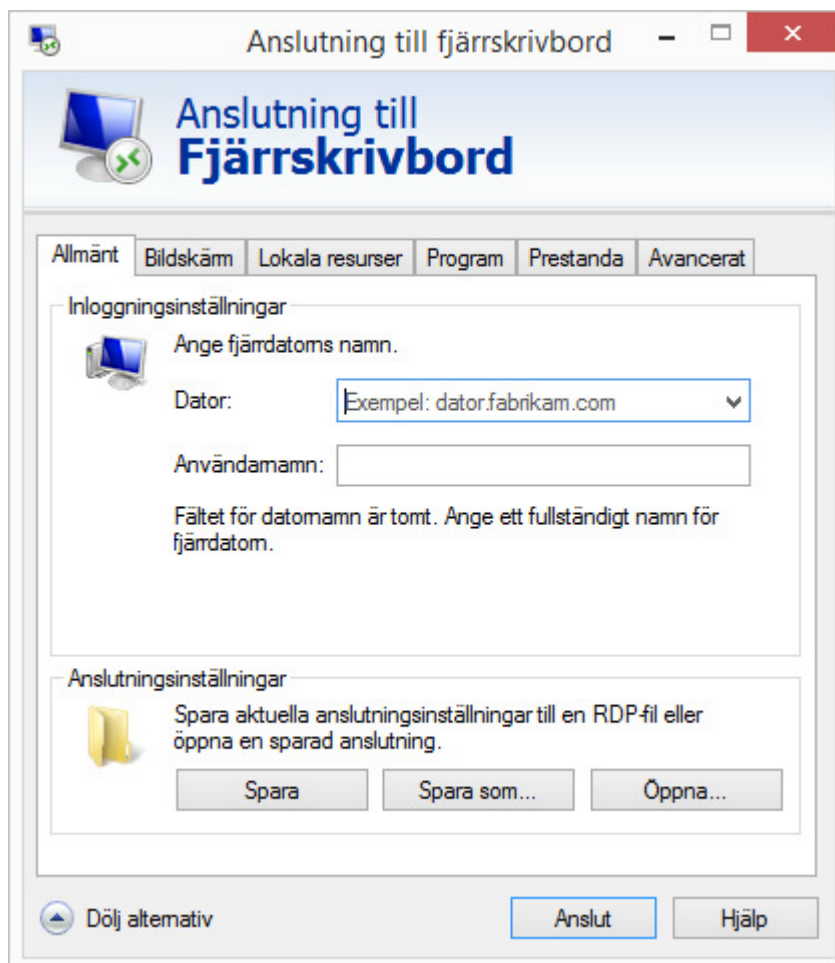 Anslutning till fjärrskrivbord
Anslutning till
Fjärrskrivbord
Allmänt Bildskärm Lokala resurser Program Prestanda Avancerat
Inloggningsinställningar
Ange fjärrdatorns namn.
Dator: Exempel: dator.fabrikam.com
Användarnamn:
Fältet för datornamn är tomt. Ange ett fullständigt namn för
fjärrdatorn.
Anslutningsinställningar
Spara aktuella anslutningsinställningar till en RDP-fil eller
öppna en sparad anslutning.
Spara Spara som... Öppna...
Dölj alternativ Anslut Hjälp